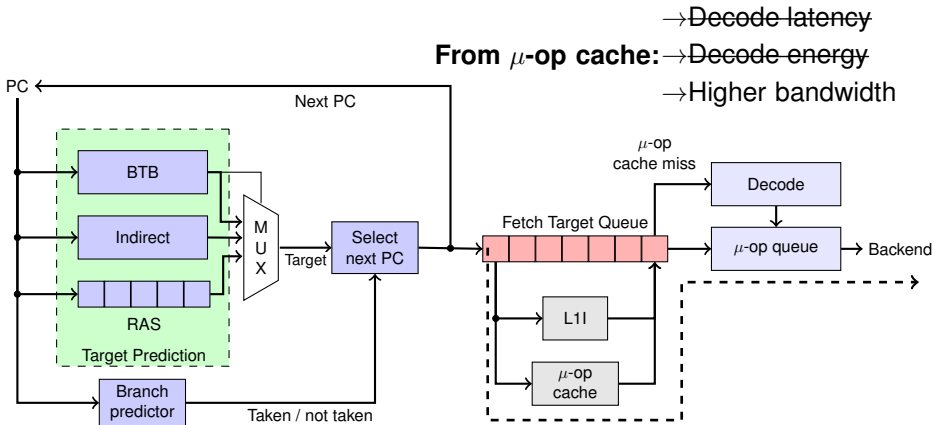 →Decode latency
From μ-op cache:→Decode energy
→Higher bandwidth
PC
Next PC
μ-op
cache miss
BTB
Decode
M
U
X
Fetch Target Queue
Indirect
Select
next PC
μ-op queue
Backend
Target
RAS
L1I
Target Prediction
μ-op
cache
Branch
predictor
Taken / not taken